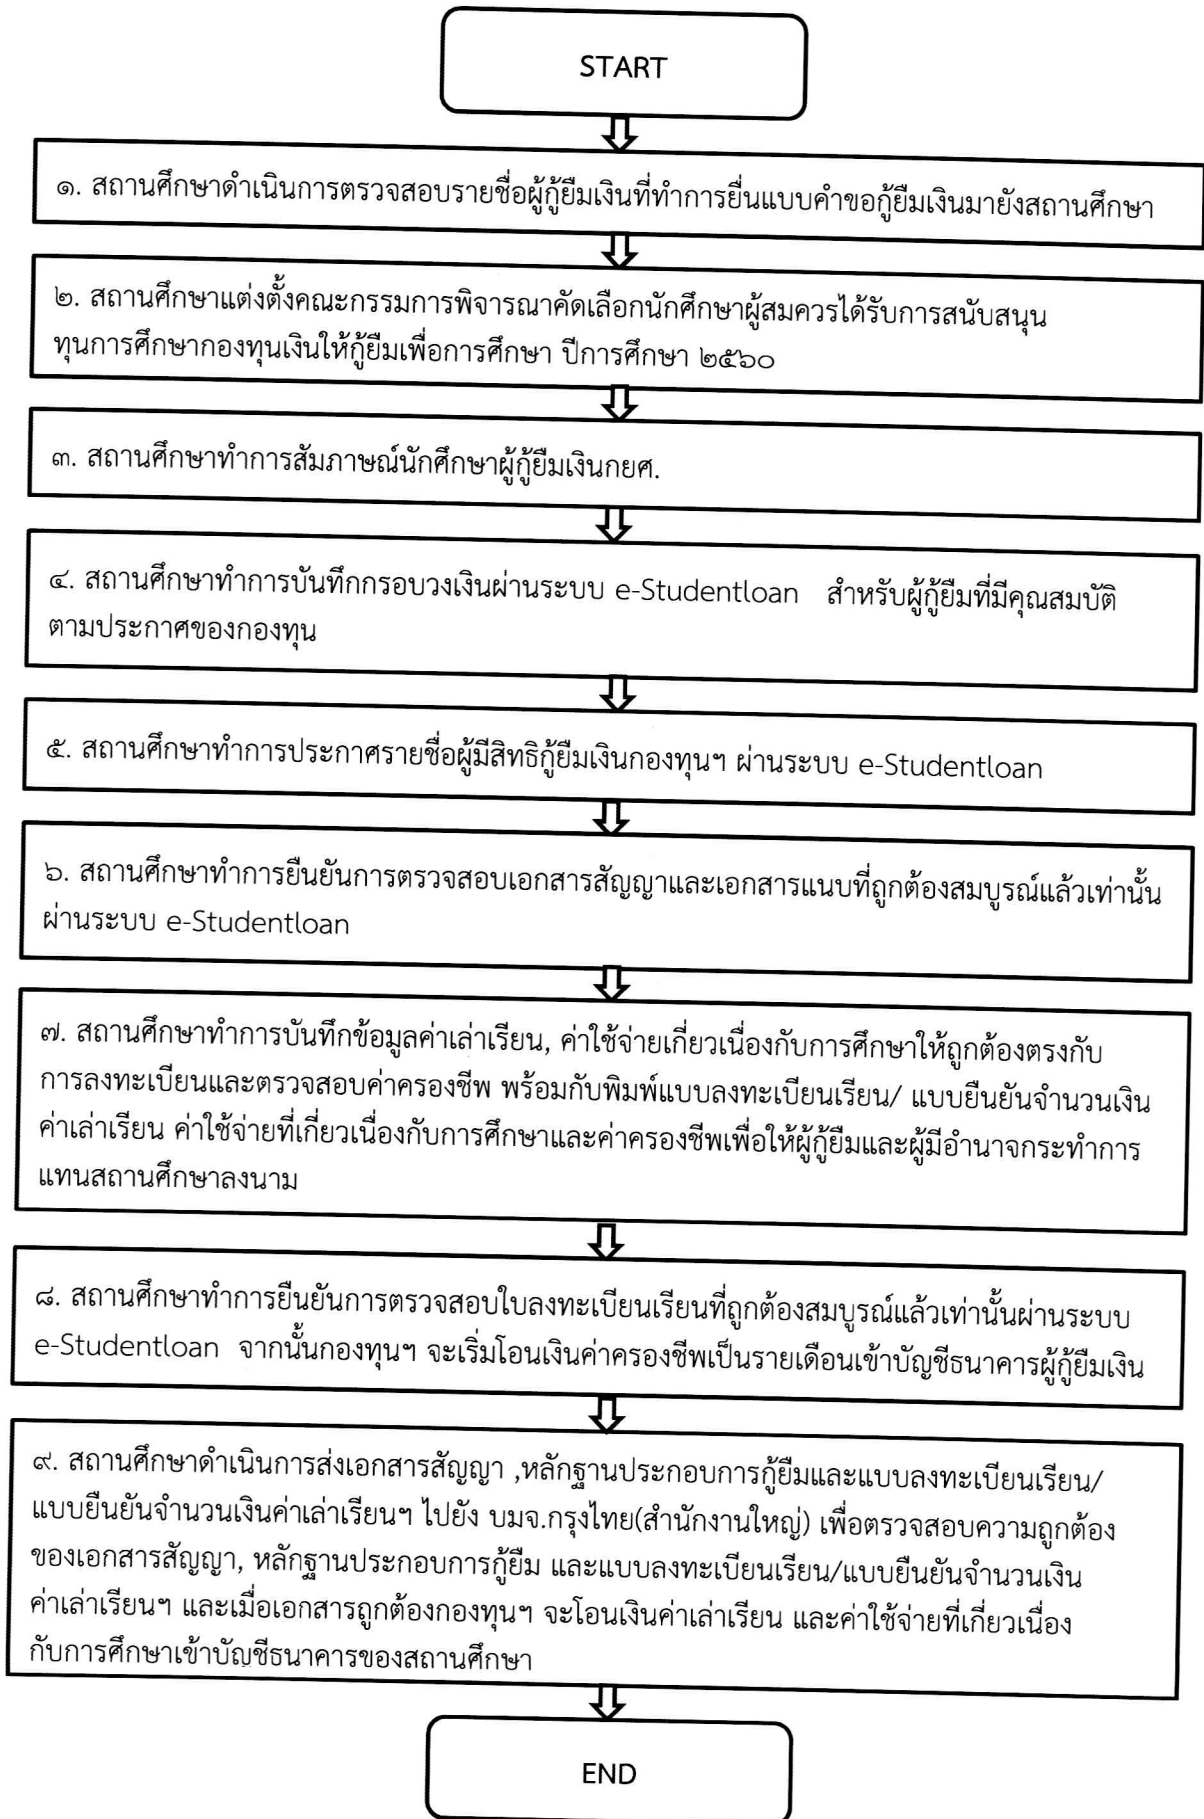 START
๑. สถานศึกษาดำเนินการตรวจสอบรายชื่อผู้กู้ยืมเงินที่ทำการยื่นแบบคำขอกู้ยืมเงินมายังสถานศึกษา
๒. สถานศึกษาแต่งตั้งคณะกรรมการพิจารณาคัดเลือกนักศึกษาผู้สมควรได้รับการสนับสนุน
ทุนการศึกษากองทุนเงินให้กู้ยืมเพื่อการศึกษา ปีการศึกษา ๒๕๖๐
๓. สถานศึกษาทำการสัมภาษณ์นักศึกษาผู้กู้ยืมเงินกยศ.
๔. สถานศึกษาทำการบันทึกกรอบวงเงินผ่านระบบ e-Studentloan สำหรับผู้กู้ยืมที่มีคุณสมบัติ
ตามประกาศของกองทุน
๕. สถานศึกษาทำการประกาศรายชื่อผู้มีสิทธิกู้ยืมเงินกองทุนฯ ผ่านระบบ e-Studentloan
๖. สถานศึกษาทำการยืนยันการตรวจสอบเอกสารสัญญาและเอกสารแนบที่ถูกต้องสมบูรณ์แล้วเท่านั้น
ผ่านระบบ e-Studentloan
๗. สถานศึกษาทำการบันทึกข้อมูลค่าเล่าเรียน, ค่าใช้จ่ายเกี่ยวเนื่องกับการศึกษาให้ถูกต้องตรงกับ
การลงทะเบียนและตรวจสอบค่าครองชีพ พร้อมกับพิมพ์แบบลงทะเบียนเรียน/ แบบยืนยันจำนวนเงิน
ค่าเล่าเรียน ค่าใช้จ่ายที่เกี่ยวเนื่องกับการศึกษาและค่าครองชีพเพื่อให้ผู้กู้ยืมและผู้มีอำนาจกระทำการ
แทนสถานศึกษาลงนาม
๘. สถานศึกษาทำการยืนยันการตรวจสอบใบลงทะเบียนเรียนที่ถูกต้องสมบูรณ์แล้วเท่านั้นผ่านระบบ
e-Studentloan จากนั้นกองทุนฯ จะเริ่มโอนเงินค่าครองชีพเป็นรายเดือนเข้าบัญชีธนาคารผู้กู้ยืมเงิน
๙. สถานศึกษาดำเนินการส่งเอกสารสัญญา ,หลักฐานประกอบการกู้ยืมและแบบลงทะเบียนเรียน/
แบบยืนยันจำนวนเงินค่าเล่าเรียนฯ ไปยัง บมจ.กรุงไทย(สำนักงานใหญ่) เพื่อตรวจสอบความถูกต้อง
ของเอกสารสัญญา, หลักฐานประกอบการกู้ยืม และแบบลงทะเบียนเรียน/แบบยืนยันจำนวนเงิน
ค่าเล่าเรียนฯ และเมื่อเอกสารถูกต้องกองทุนฯ จะโอนเงินค่าเล่าเรียน และค่าใช้จ่ายที่เกี่ยวเนื่อง
กับการศึกษาเข้าบัญชีธนาคารของสถานศึกษา
END